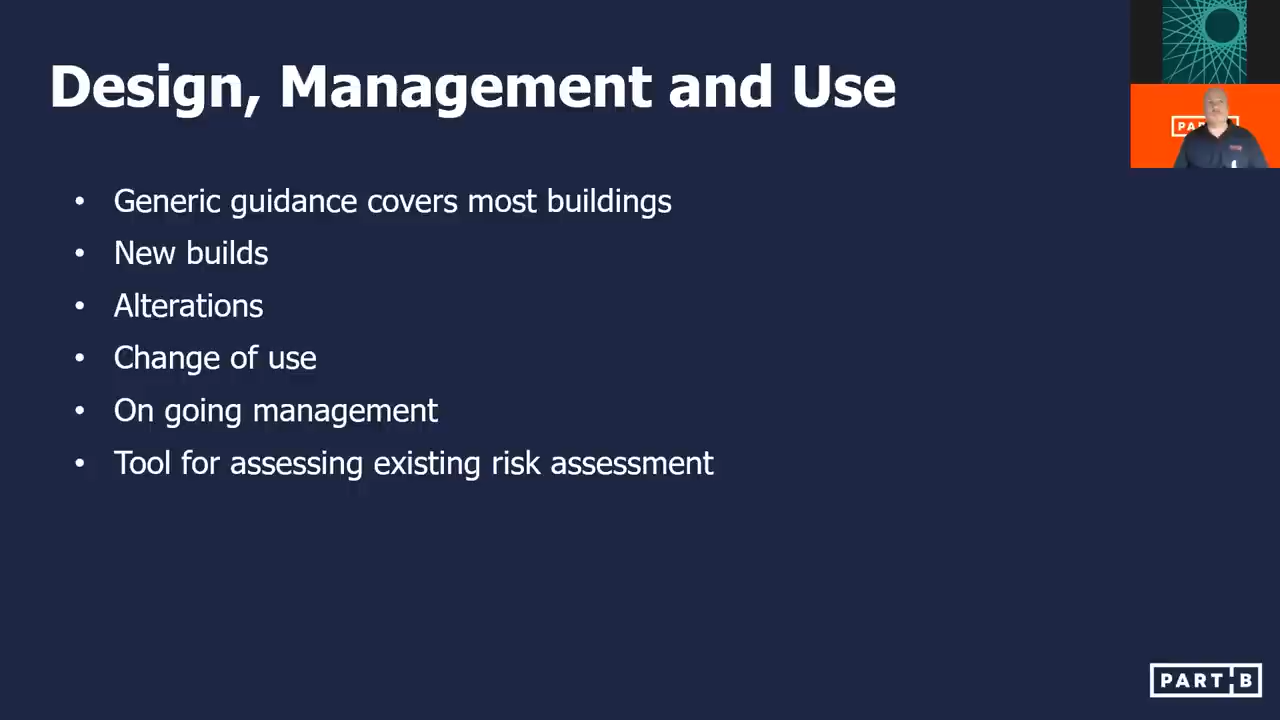 Design, Management and Use
• Generic guidance covers most buildings
• New builds
• Alterations
• Change of use
• On going management
• Tool for assessing existing risk assessment
PART B